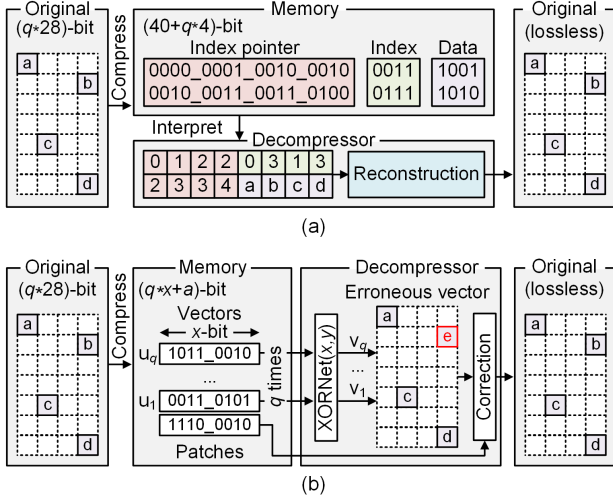 Original
(q*28)-bit
a
b
c
d
Compress
Memory
(40+q*4)-bit
Index pointer
Index
Data
0000_0001_0010_0010
0011
1001
0010_0011_0011_0100
0111
1010
Interpret
Decompressor
0 1 2 2 0 3 1 3
2 3 3 4 a b c d
Reconstruction
Original
(lossless)
a
b
c
d
(a)
Original
(q*28)-bit
a
b
c
d
Compress
Memory
(q*x+a)-bit
Vectors
x-bit
uq
1011_0010
...
u1
0011_0101
1110_0010
Patches
q times
Decompressor
Erroneous vector
XORNet(x,y)
vq
...
v1
a
e
c
d
Correction
Original
(lossless)
a
b
c
d
(b)